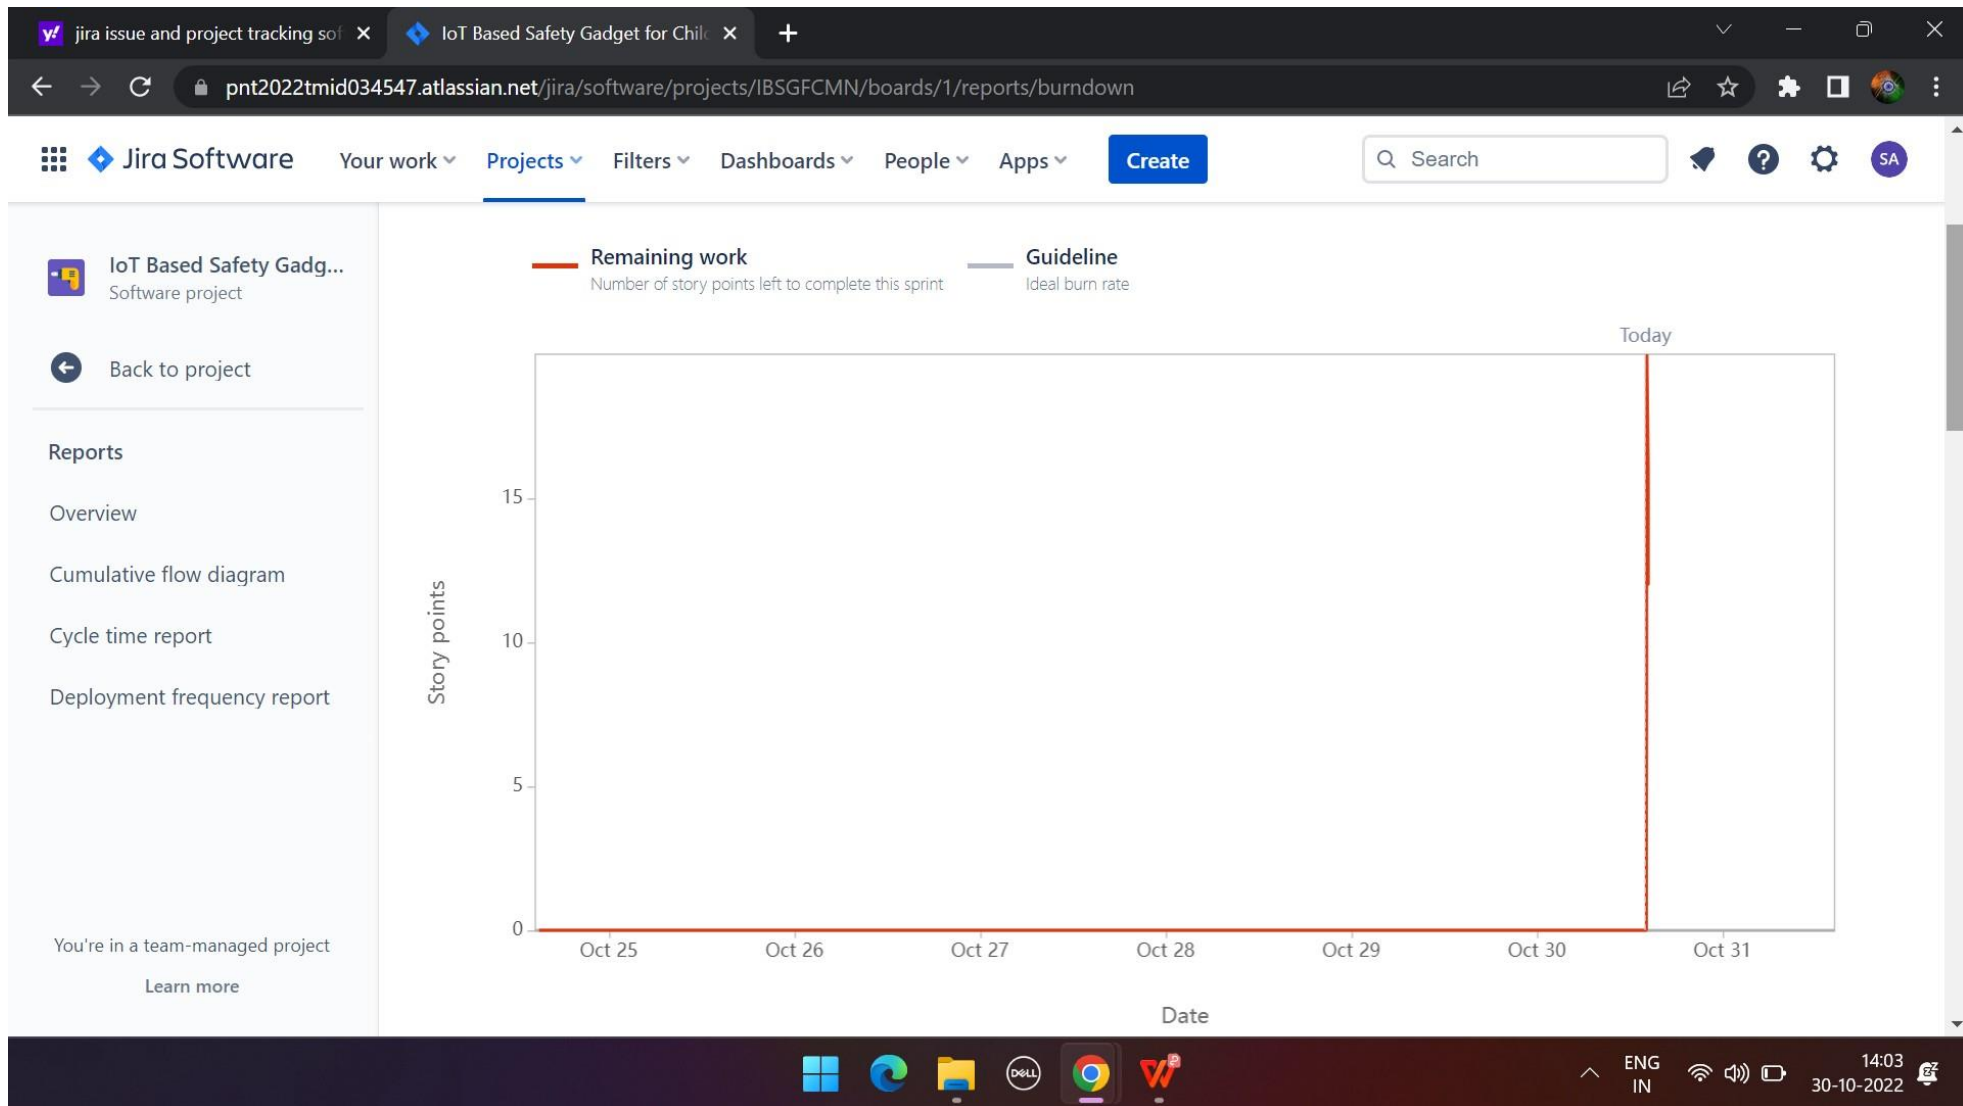 jira issue and project tracking sof
IoT Based Safety Gadget for Chil
pnt2022tmid034547.atlassian.net/jira/software/projects/IBSGFCMN/boards/1/reports/burndown
Jira Software Your work Projects Filters Dashboards People Apps Create Search SA
IoT Based Safety Gadg...
Software project
Back to project
Reports
Overview
Cumulative flow diagram
Cycle time report
Deployment frequency report
You're in a team-managed project
Learn more
Remaining work
Number of story points left to complete this sprint
Guideline
Ideal burn rate
Today
Story points
15
10
5
0
Oct 25 Oct 26 Oct 27 Oct 28 Oct 29 Oct 30 Oct 31
Date
DELL
ENG
IN
14:03
30-10-2022